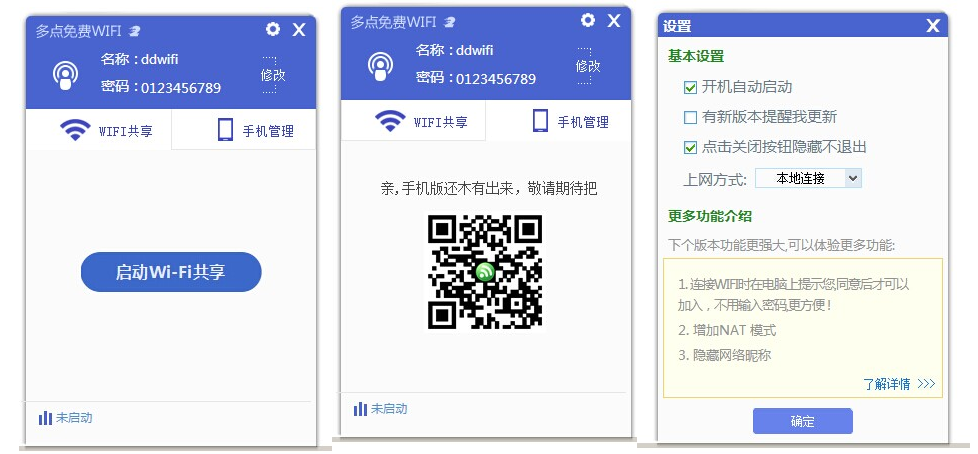 多点免费WIFI
名称：ddwifi
密码：0123456789
修改
WIFI共享
手机管理
启动Wi-Fi共享
未启动
多点免费WIFI
名称：ddwifi
密码：0123456789
修改
WIFI共享
手机管理
亲,手机版还木有出来，敬请期待把
未启动
设置
基本设置
开机自动启动
有新版本提醒我更新
点击关闭按钮隐藏不退出
上网方式:
本地连接
更多功能介绍
下个版本功能更强大,可以体验更多功能:
1.连接WIFI时在电脑上提示您,同意后才可以
加入，不用输入密码,更方便！
2. 增加NAT 模式
3. 隐藏网络昵称
了解详情 >>>
确定